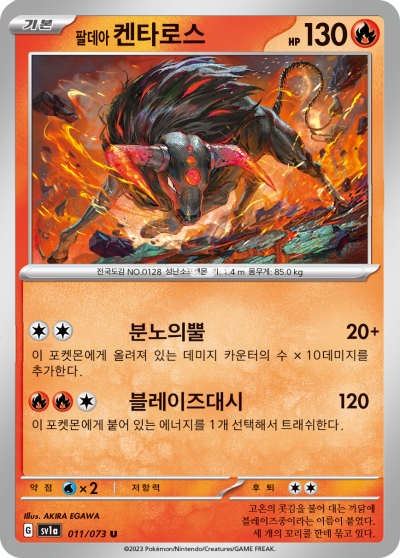 기본
팔데아 켄타로스
HP 130
전국도감 NO.0128 성난소포켓몬 키: 1.4 m 몸무게: 85.0 kg
분노의뿔 20+
이 포켓몬에게 올려져 있는 데미지 카운터의 수 ×10데미지를
추가한다.
블레이즈대시 120
이 포켓몬에게 붙어 있는 에너지를 1개 선택해서 트래쉬한다.
약점 ×2 저항력 후퇴
Illus. AKIRA EGAWA
G sv1a 011/073 U
고온의 콧김을 불어 대는 까닭에
블레이즈종이라는 이름이 붙었다.
세 개의 꼬리를 한데 묶고 있다.
©2023 Pokémon/Nintendo/Creatures/GAME FREAK.